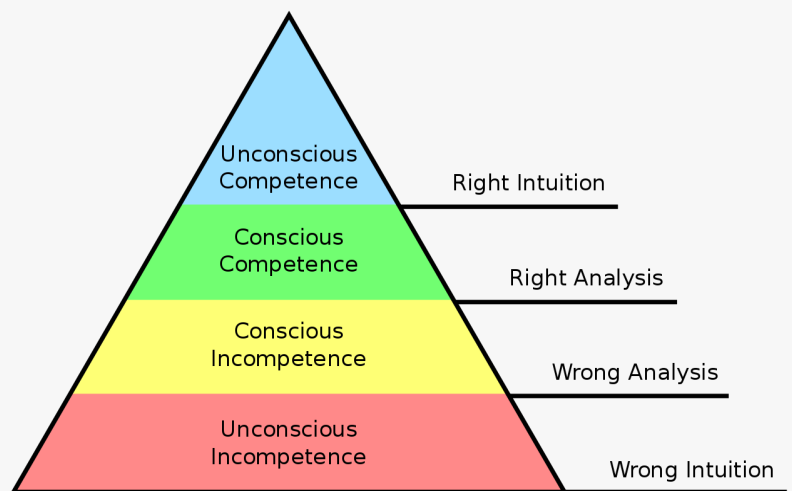 Unconscious
Competence
Right Intuition
Conscious
Competence
Right Analysis
Conscious
Incompetence
Wrong Analysis
Unconscious
Incompetence
Wrong Intuition